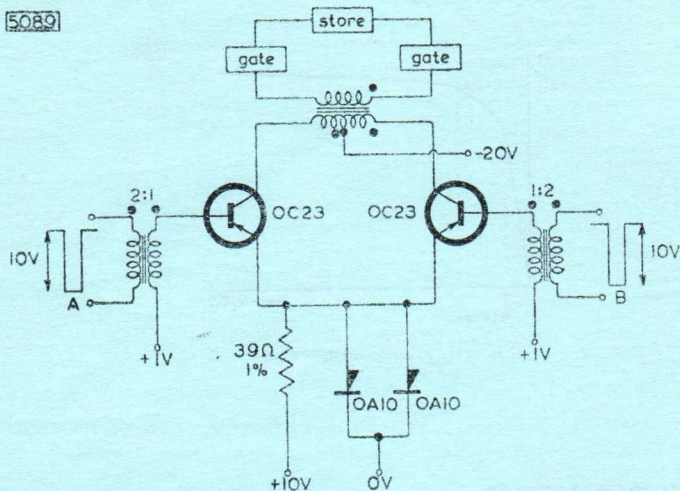 5089
store
gate
gate
-20V
2:1
OC23
OC23
1:2
10V
A
10V
B
+1V
+1V
39Ω
1%
OA10
OA10
+10V
0V